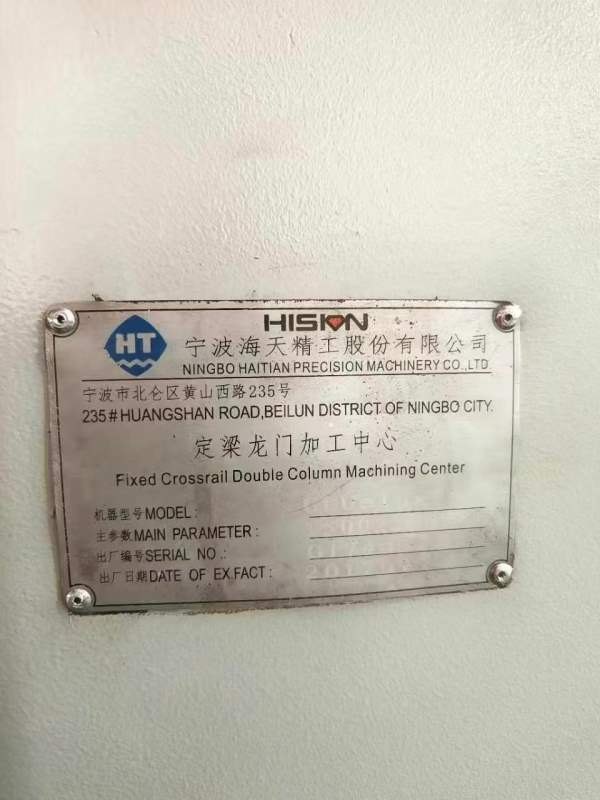 HISION
HT
宁波海天精工股份有限公司
NINGBO HAITIAN PRECISION MACHINERY CO.,LTD
宁波市北仑区黄山西路235号
235#HUANGSHAN ROAD,BEILUN DISTRICT OF NINGBO CITY.
定梁龙门加工中心
Fixed Crossrail Double Column Machining Center
机器型号MODEL:
主参数MAIN PARAMETER:
出厂编号SERIAL NO.:
出厂日期DATE OF EX.FACT: